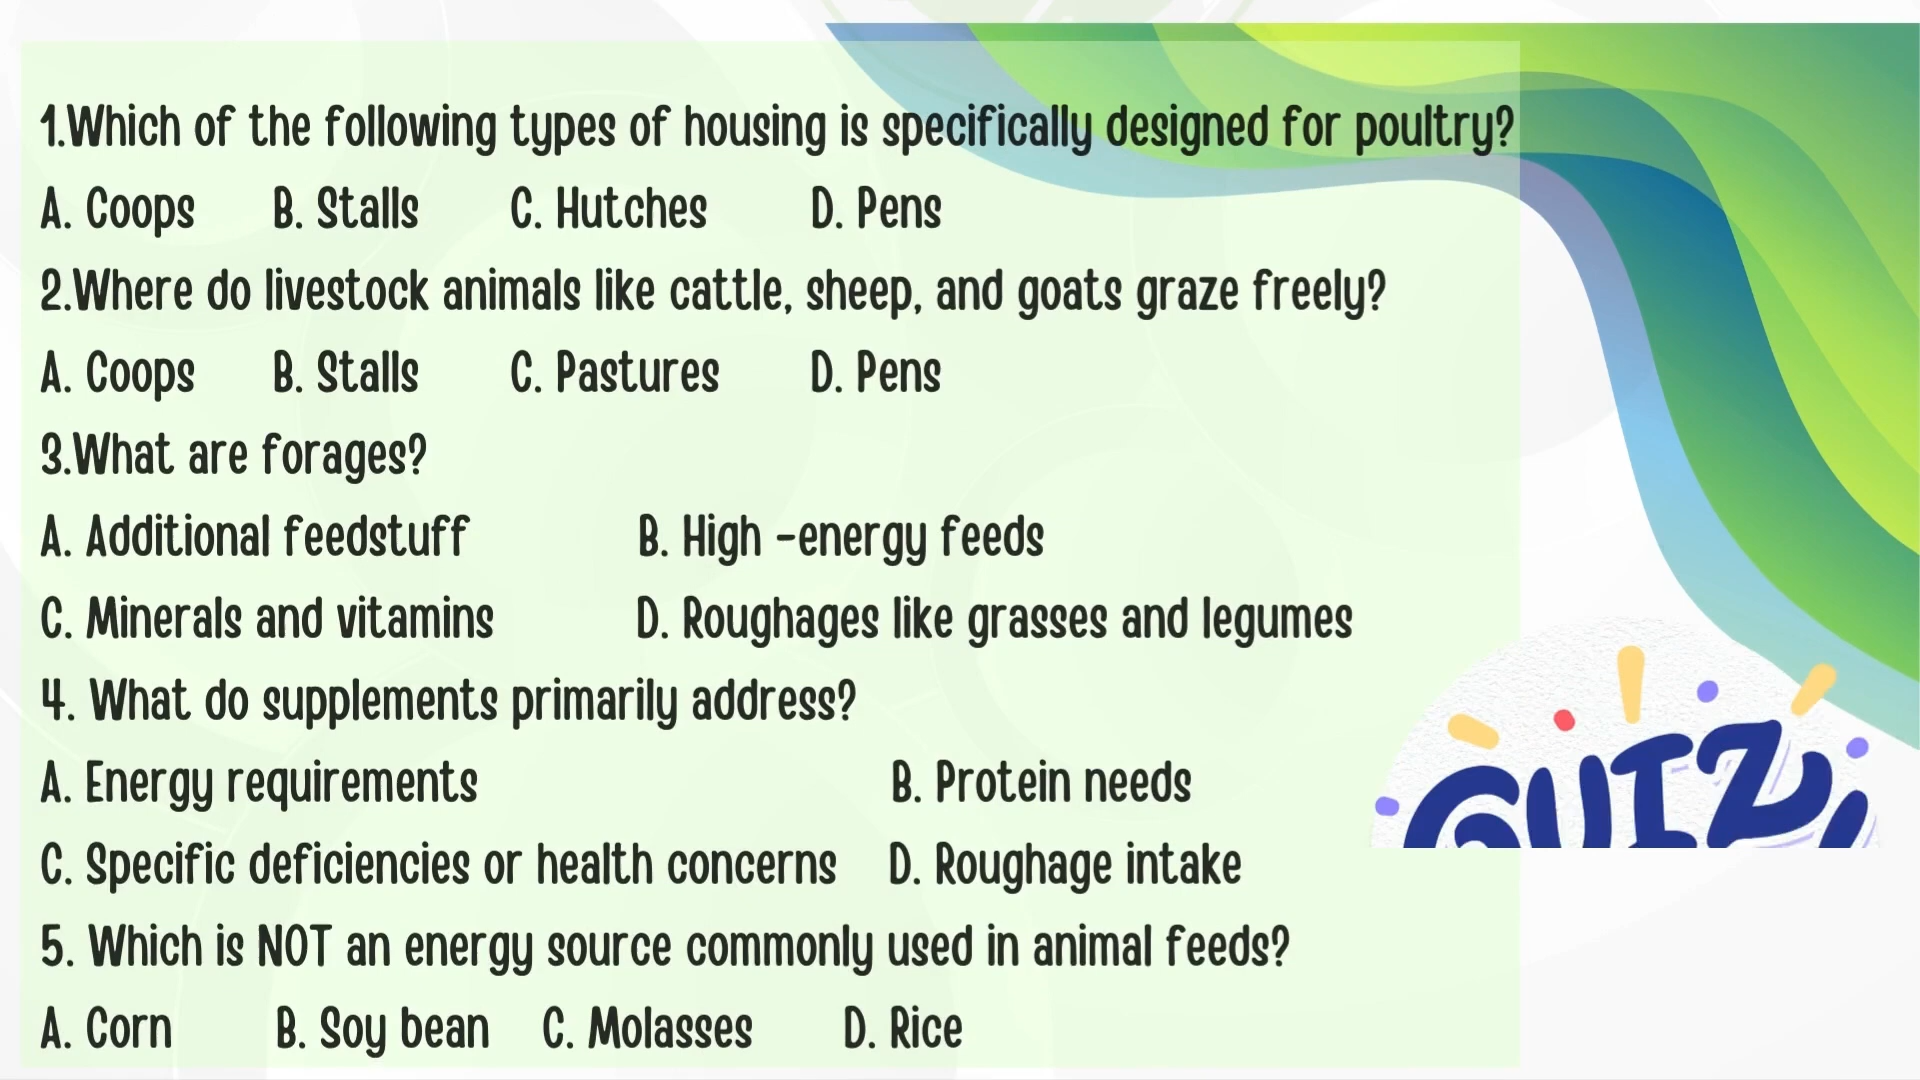 1.Which of the following types of housing is specifically designed for poultry?
A. Coops B. Stalls C. Hutches D. Pens
2.Where do livestock animals like cattle, sheep, and goats graze freely?
A. Coops B. Stalls C. Pastures D. Pens
3.What are forages?
A. Additional feedstuff B. High -energy feeds
C. Minerals and vitamins D. Roughages like grasses and legumes
4. What do supplements primarily address?
A. Energy requirements B. Protein needs
C. Specific deficiencies or health concerns D. Roughage intake
5. Which is NOT an energy source commonly used in animal feeds?
A. Corn B. Soy bean C. Molasses D. Rice
QUIZ